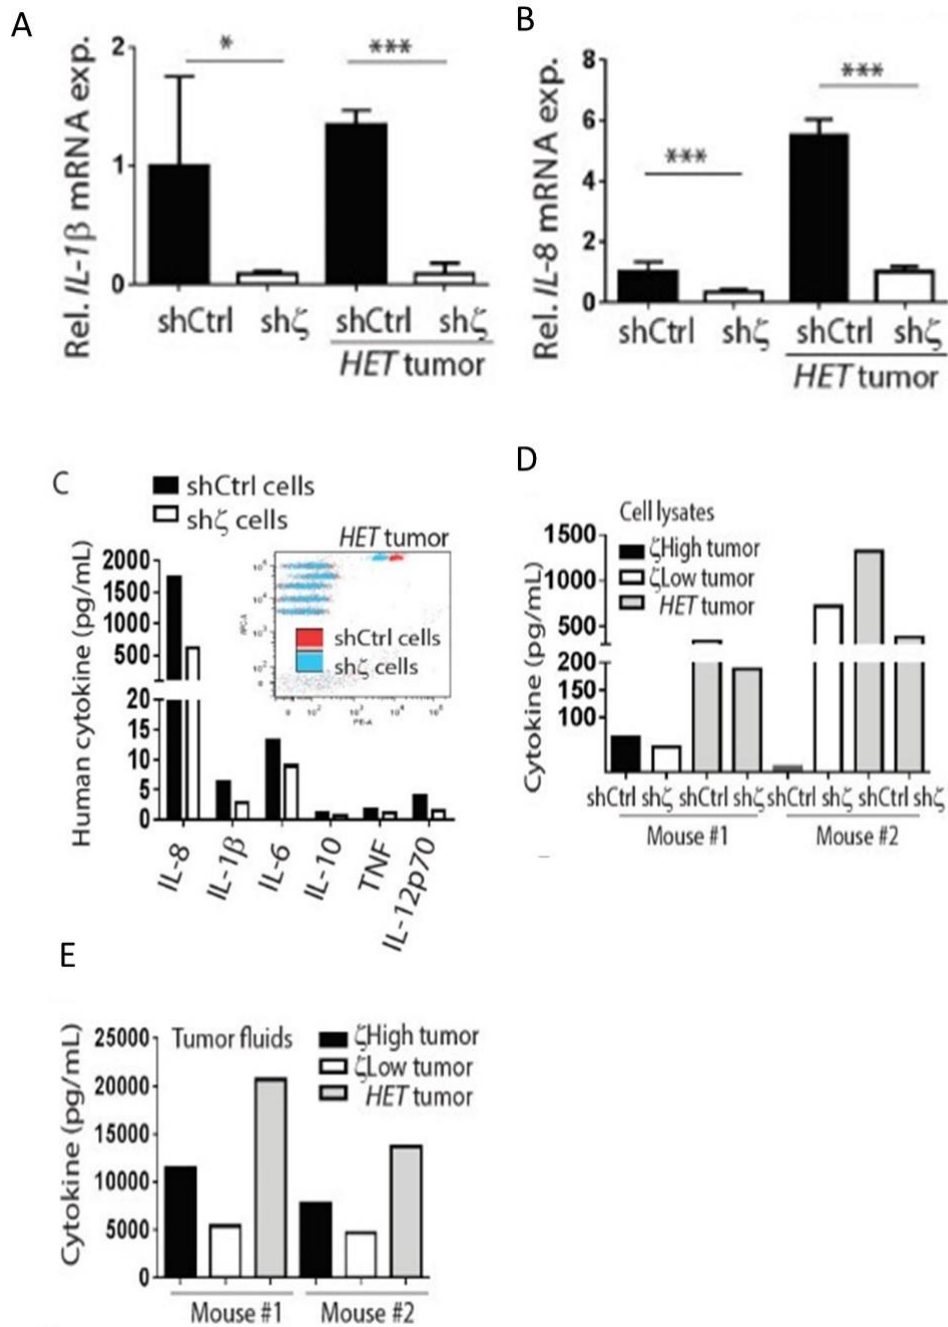 A
Rel. IL-1β mRNA exp.
2
1
0
*
***
shCtrl shζ shCtrl shζ
HET tumor
B
Rel. IL-8 mRNA exp.
8
6
4
2
0
***
***
shCtrl shζ shCtrl shζ
HET tumor
C
shCtrl cells
shζ cells
HET tumor
Human cytokine (pg/mL)
2000
1500
1000
500
20
15
10
5
0
shCtrl cells
shζ cells
PE-A
IL-8 IL-1β IL-6 IL-10 TNF IL-12p70
D
Cell lysates
ζHigh tumor
ζLow tumor
HET tumor
Cytokine (pg/mL)
1500
1000
500
200
150
100
shCtrl shζ shCtrl shζ shCtrl shζ shCtrl shζ
Mouse #1 Mouse #2
E
Tumor fluids
ζHigh tumor
ζLow tumor
HET tumor
Cytokine (pg/mL)
25000
20000
15000
10000
5000
0
Mouse #1 Mouse #2